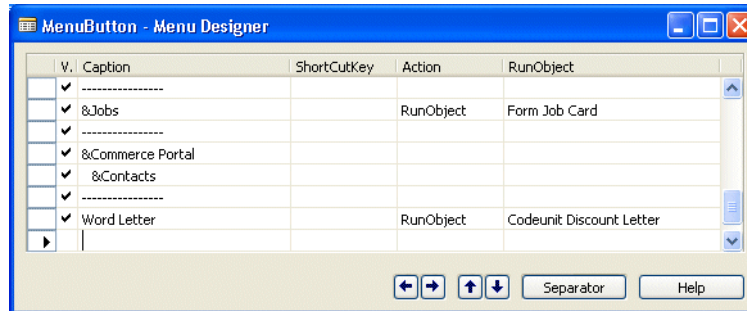 MenuButton - Menu Designer
V. Caption ShortCutKey Action RunObject
----------------
&Jobs RunObject Form Job Card
----------------
&Commerce Portal
&Contacts
----------------
Word Letter RunObject Codeunit Discount Letter
Separator Help